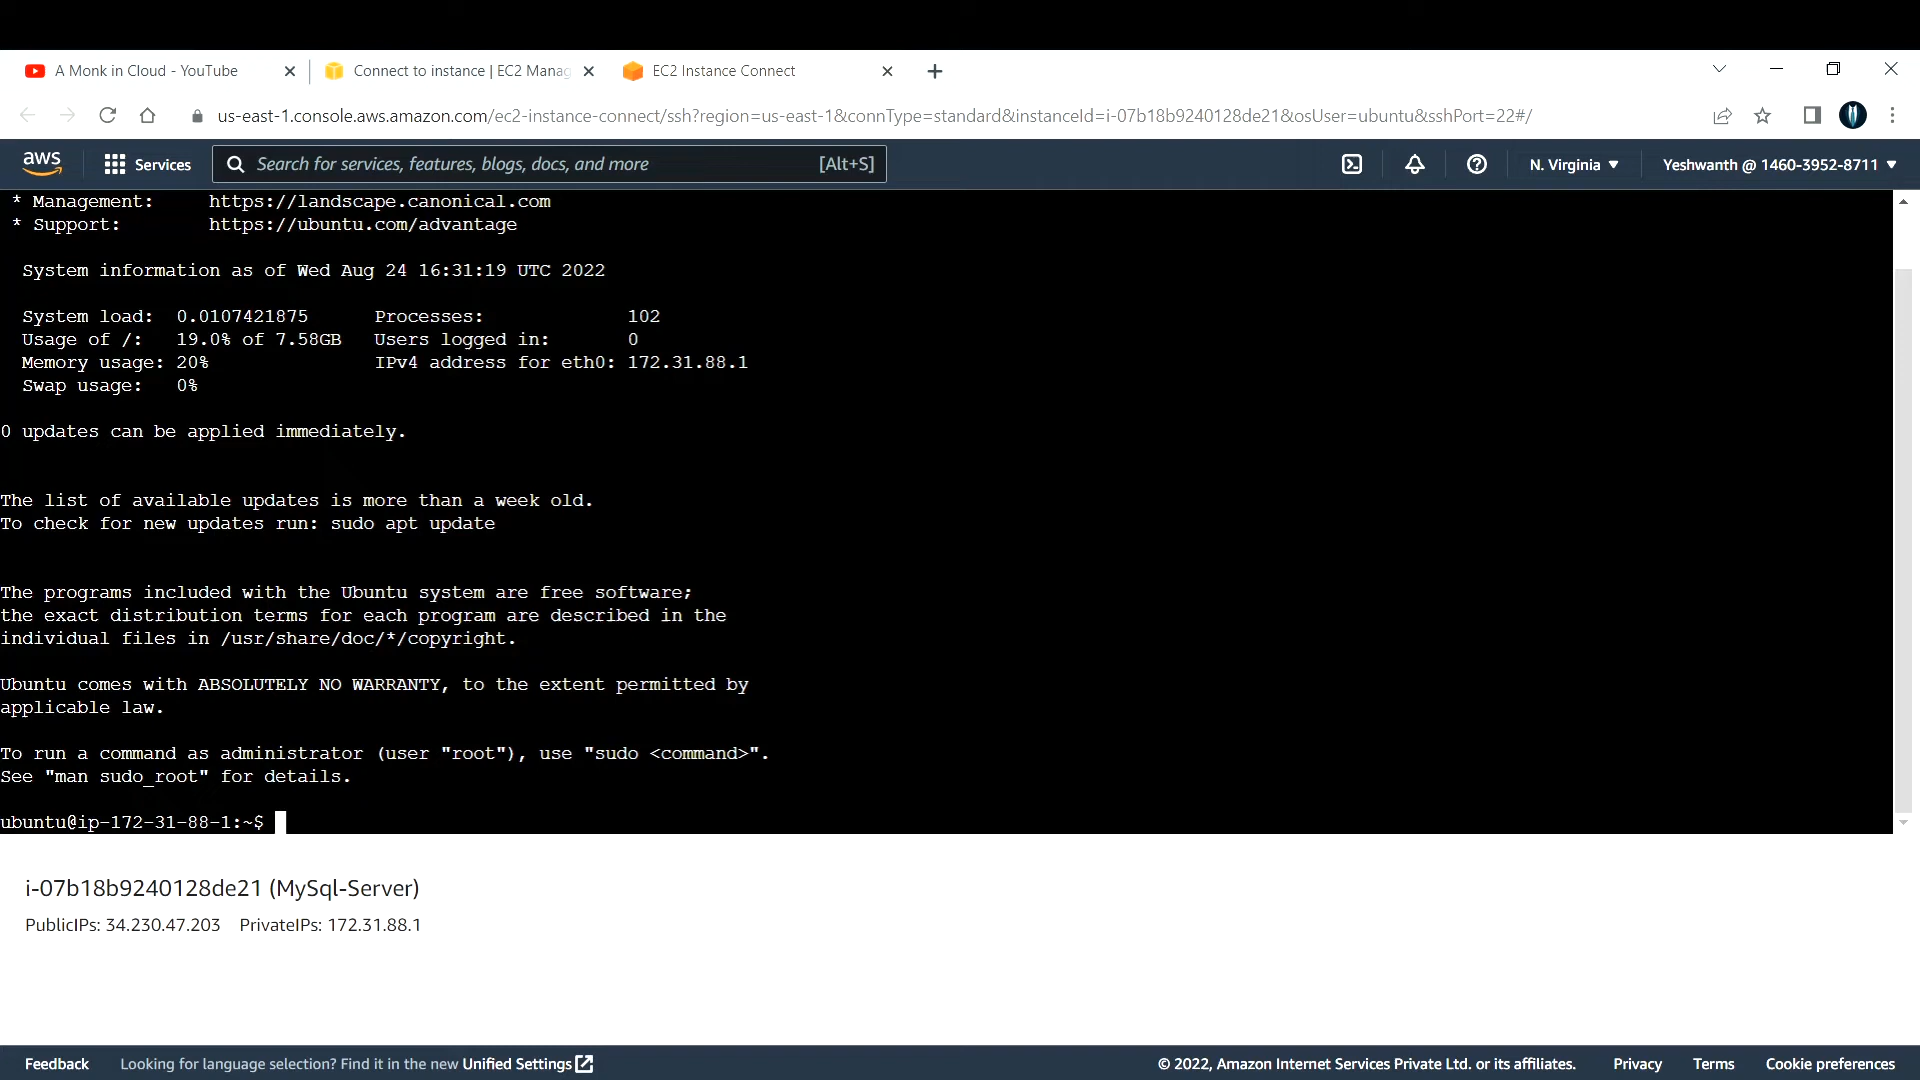 A Monk in Cloud - YouTube
Connect to instance | EC2 Manag
EC2 Instance Connect
us-east-1.console.aws.amazon.com/ec2-instance-connect/ssh?region=us-east-1&connType=standard&instanceId=i-07b18b9240128de21&osUser=ubuntu&sshPort=22#/
aws
Services
Search for services, features, blogs, docs, and more
[Alt+S]
N. Virginia
Yeshwanth @ 1460-3952-8711
* Management: https://landscape.canonical.com
* Support: https://ubuntu.com/advantage
System information as of Wed Aug 24 16:31:19 UTC 2022
System load: 0.0107421875 Processes: 102
Usage of /: 19.0% of 7.58GB Users logged in: 0
Memory usage: 20% IPv4 address for eth0: 172.31.88.1
Swap usage: 0%
0 updates can be applied immediately.
The list of available updates is more than a week old.
To check for new updates run: sudo apt update
The programs included with the Ubuntu system are free software;
the exact distribution terms for each program are described in the
individual files in /usr/share/doc/*/copyright.
Ubuntu comes with ABSOLUTELY NO WARRANTY, to the extent permitted by
applicable law.
To run a command as administrator (user "root"), use "sudo <command>".
See "man sudo_root" for details.
ubuntu@ip-172-31-88-1:~$
i-07b18b9240128de21 (MySql-Server)
PublicIPs: 34.230.47.203 PrivateIPs: 172.31.88.1
Feedback
Looking for language selection? Find it in the new Unified Settings
© 2022, Amazon Internet Services Private Ltd. or its affiliates.
Privacy
Terms
Cookie preferences